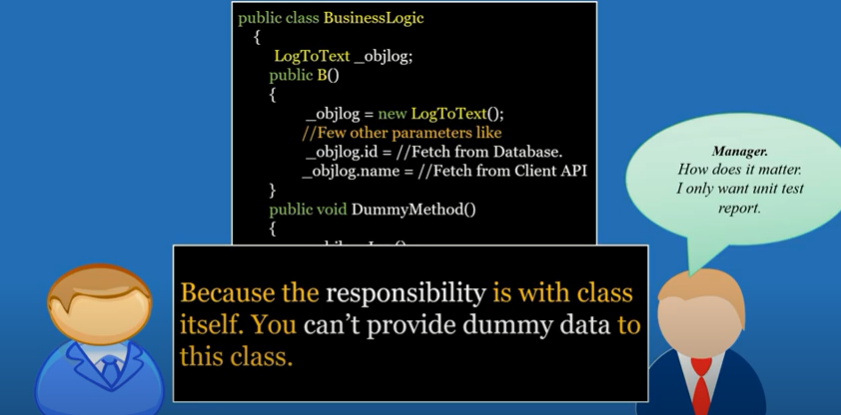 public class BusinessLogic
{
LogToText _objlog;
public B()
{
_objlog = new LogToText();
//Few other parameters like
_objlog.id = //Fetch from Database.
_objlog.name = //Fetch from Client API
}
public void DummyMethod()
{
Manager.
How does it matter.
I only want unit test
report.
Because the responsibility is with class
itself. You can't provide dummy data to
this class.